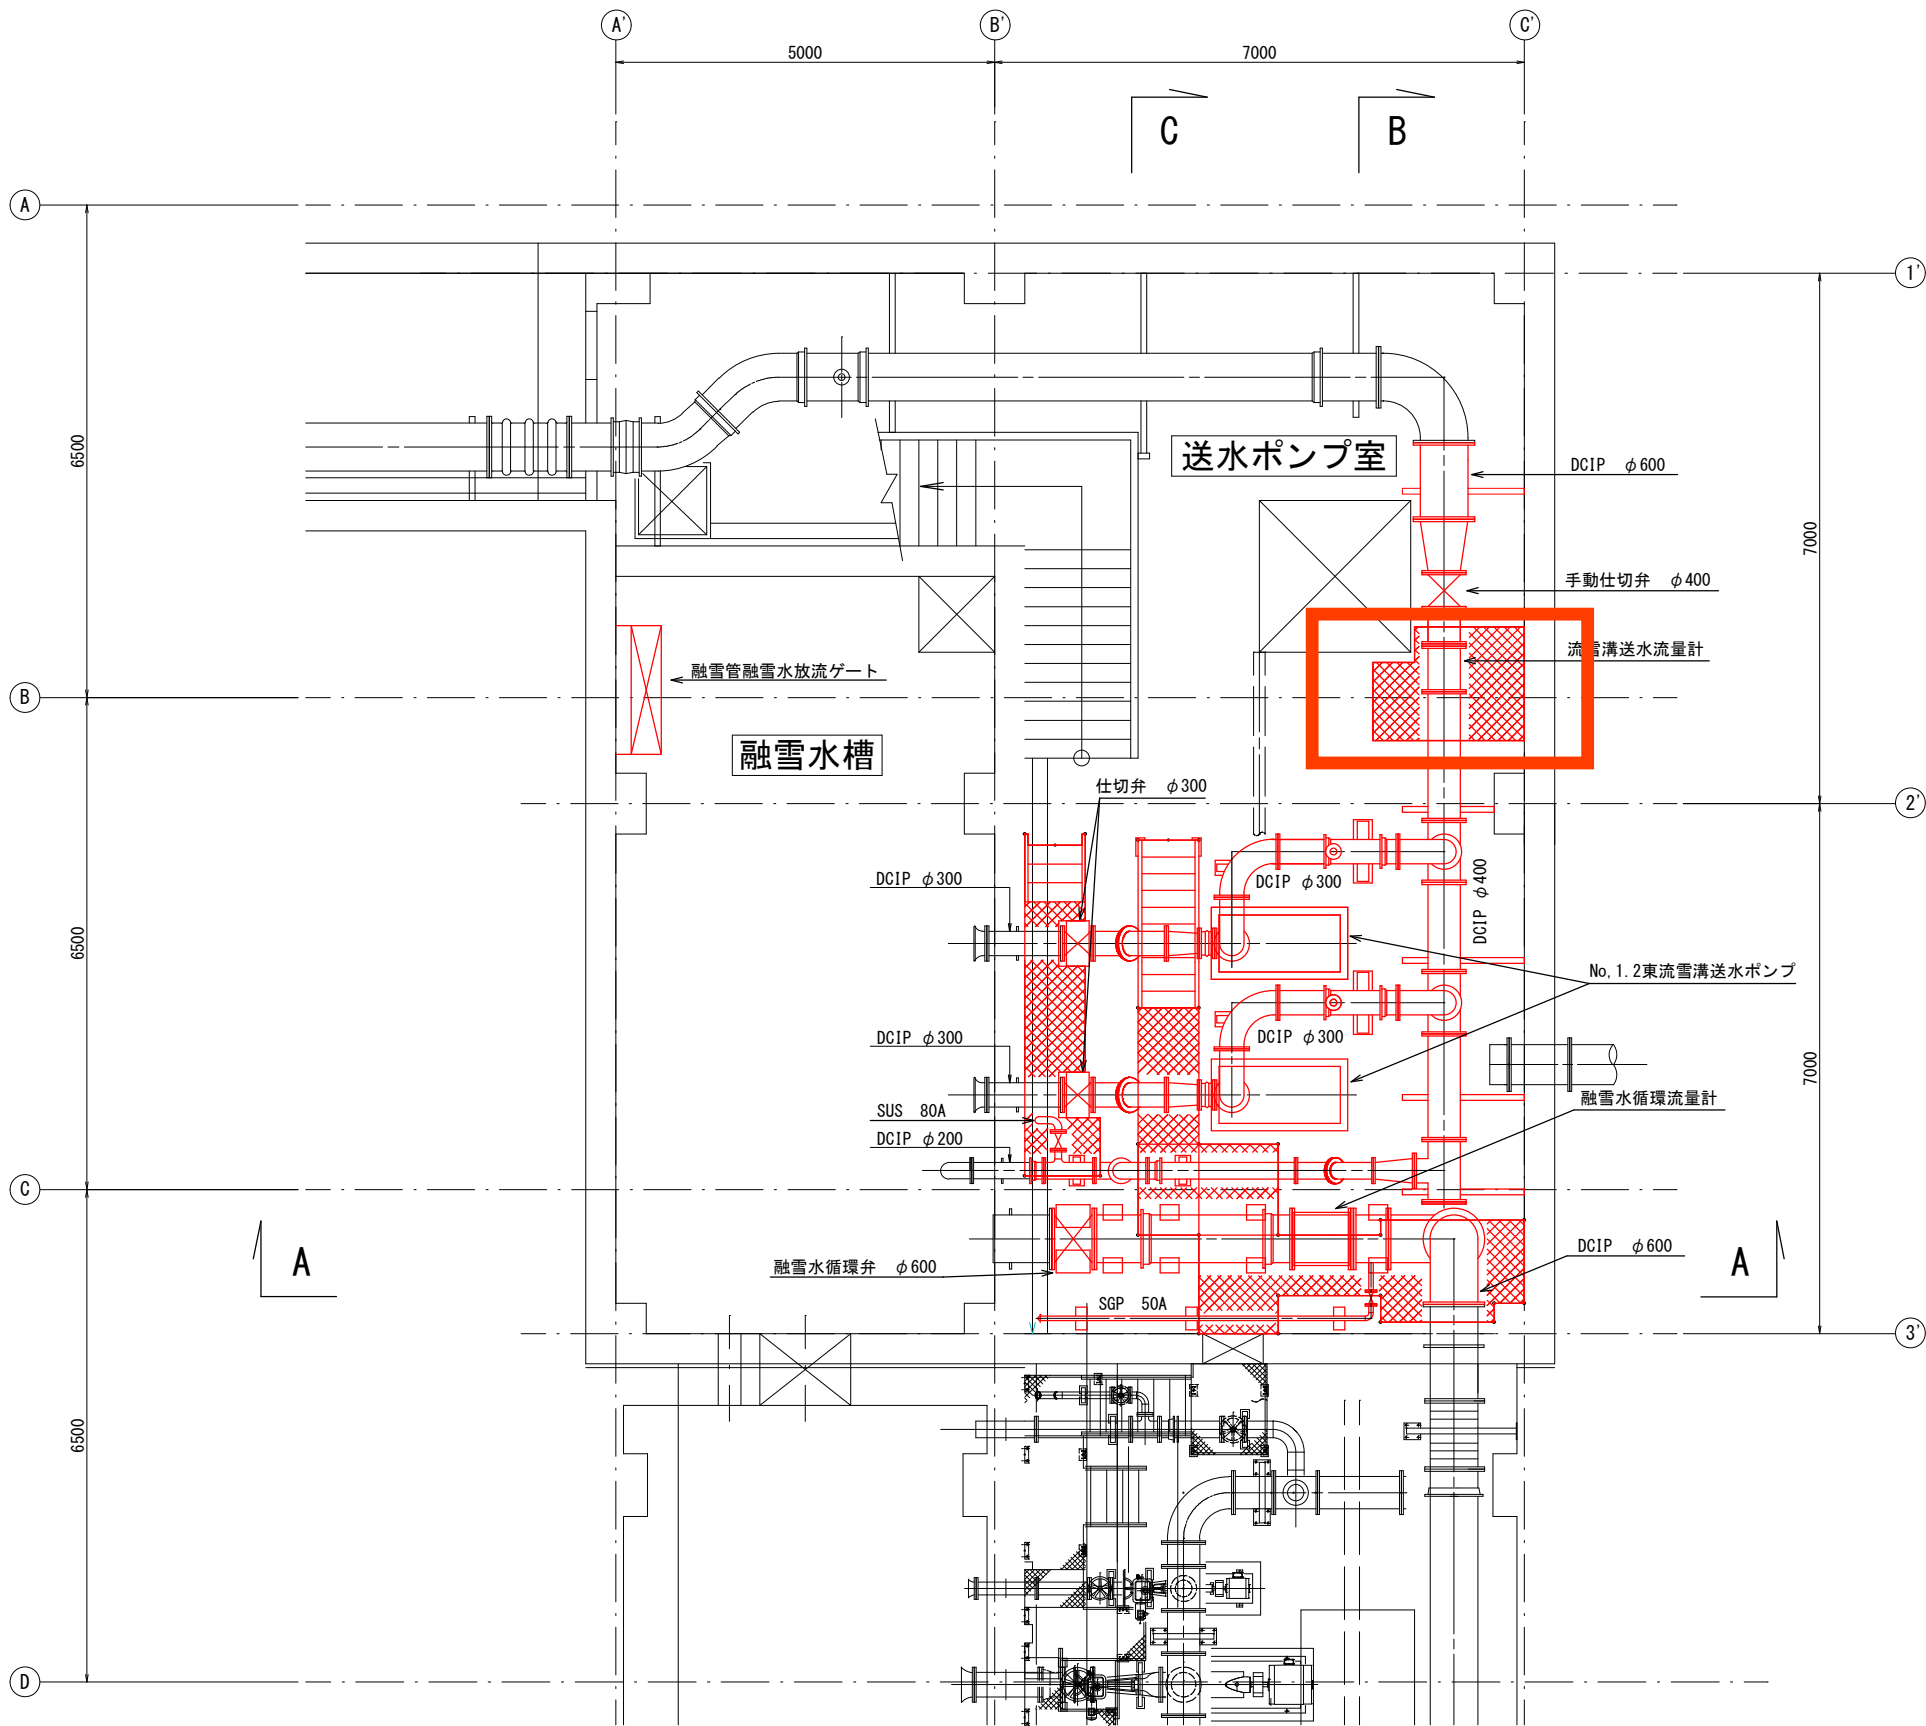 A'
B'
C'
5000
7000
C
B
A
1'
6500
送水ポンプ室
DCIP φ600
7000
手動仕切弁 φ400
流雪溝送水流量計
融雪管融雪水放流ゲート
B
融雪水槽
仕切弁 φ300
2'
DCIP φ300
DCIP φ300
DCIP φ400
6500
No,1.2東流雪溝送水ポンプ
DCIP φ300
DCIP φ300
7000
融雪水循環流量計
SUS 80A
DCIP φ200
C
A
融雪水循環弁 φ600
DCIP φ600
A
SGP 50A
3'
6500
D